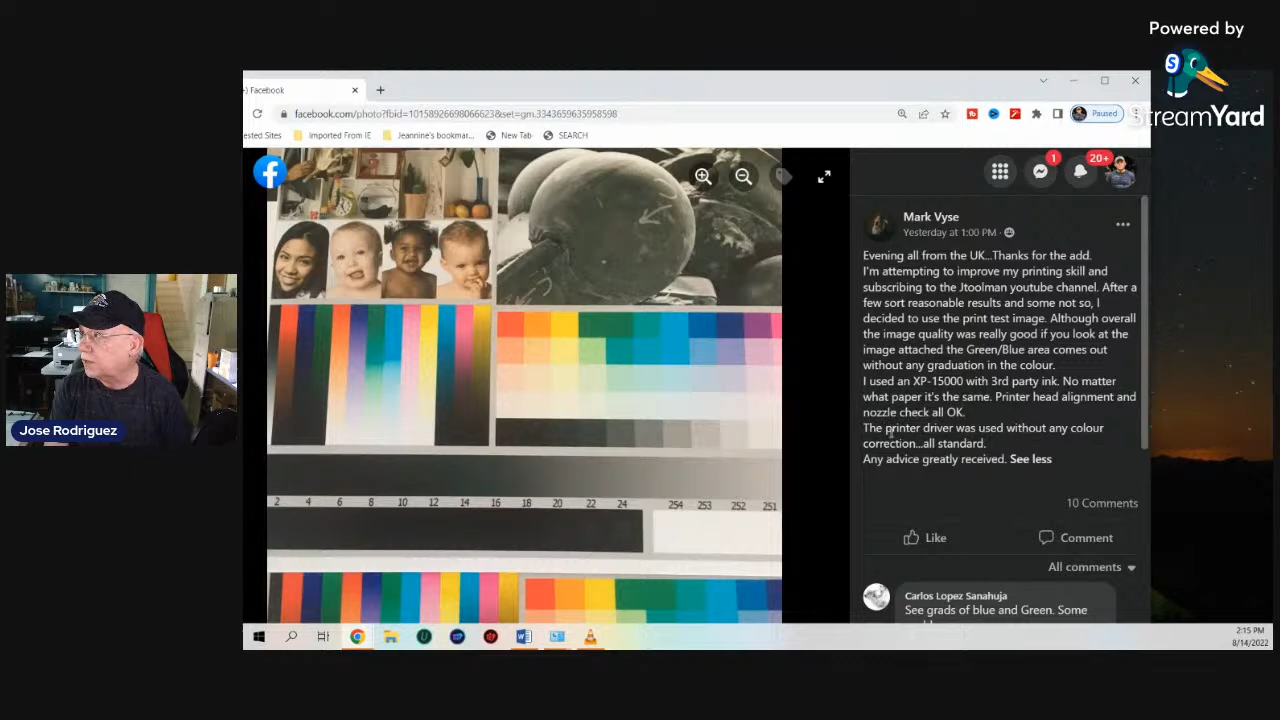 Powered by
StreamYard
Facebook
facebook.com/photo?fbid=10158926698066623&set=gm.3343659635958598
Paused
ested Sites
Imported From IE
Jeannine's bookmar...
New Tab
SEARCH
1
20+
Mark Vyse
Yesterday at 1:00 PM
Evening all from the UK...Thanks for the add.
I'm attempting to improve my printing skill and
subscribing to the Jtoolman youtube channel. After a
few sort reasonable results and some not so, I
decided to use the print test image. Although overall
the image quality was really good if you look at the
image attached the Green/Blue area comes out
without any graduation in the colour.
I used an XP-15000 with 3rd party ink. No matter
what paper it's the same. Printer head alignment and
nozzle check all OK.
The printer driver was used without any colour
correction...all standard.
Any advice greatly received. See less
10 Comments
Like
Comment
All comments
Carlos Lopez Sanahuja
See grads of blue and Green. Some
2 4 6 8 10 12 14 16 18 20 22 24 254 253 252 251
Jose Rodriguez
2:15 PM
8/14/2022